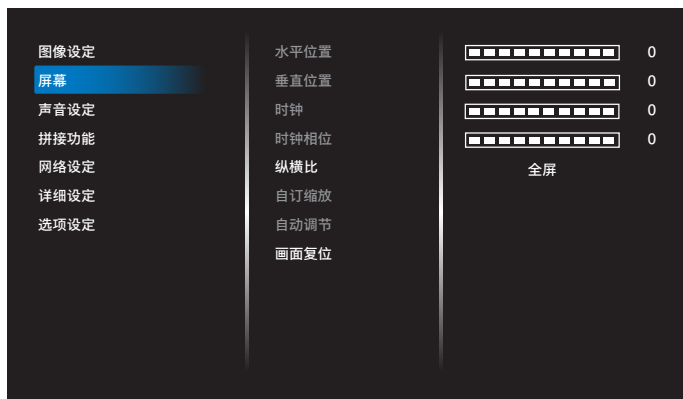 图像设定
屏幕
声音设定
拼接功能
网络设定
详细设定
选项设定
水平位置 0
垂直位置 0
时钟 0
时钟相位 0
纵横比 全屏
自订缩放
自动调节
画面复位